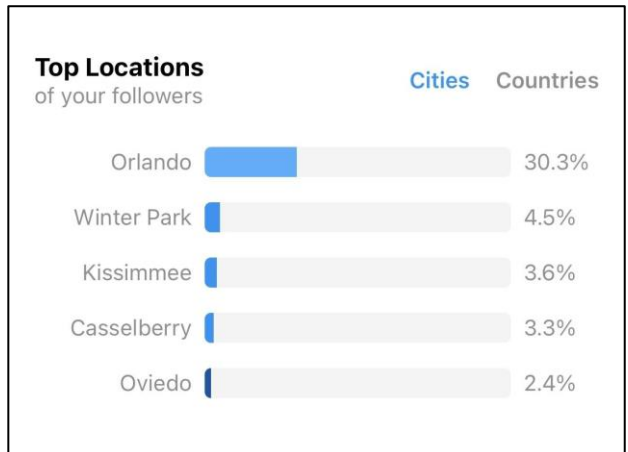 Top Locations
of your followers
Cities Countries
Orlando 30.3%
Winter Park 4.5%
Kissimmee 3.6%
Casselberry 3.3%
Oviedo 2.4%